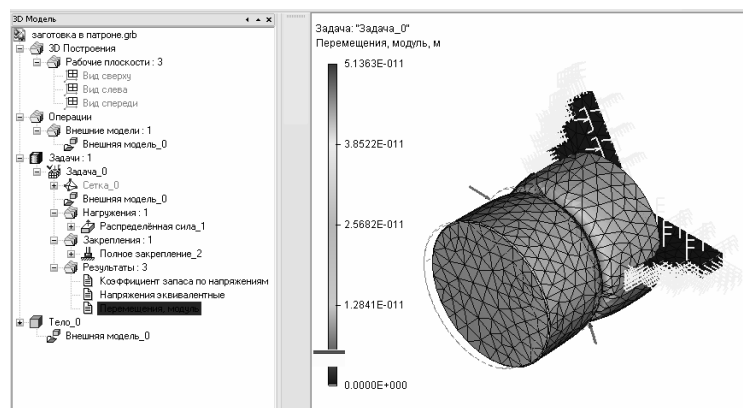 3D Модель
заготовка в патроне.grb
3D Построения
Рабочие плоскости : 3
Вид сверху
Вид слева
Вид спереди
Операции
Внешние модели : 1
Внешняя модель_0
Задачи : 1
Задача_0
Сетка_0
Внешняя модель_0
Нагружения : 1
Распределённая сила_1
Закрепления : 1
Полное закрепление_2
Результаты : 3
Коэффициент запаса по напряжениям
Напряжения эквивалентные
Перемещения, модуль
Тело_0
Внешняя модель_0
Задача: "Задача_0"
Перемещения, модуль, м
5.1363E-011
3.8522E-011
2.5682E-011
1.2841E-011
0.0000E+000